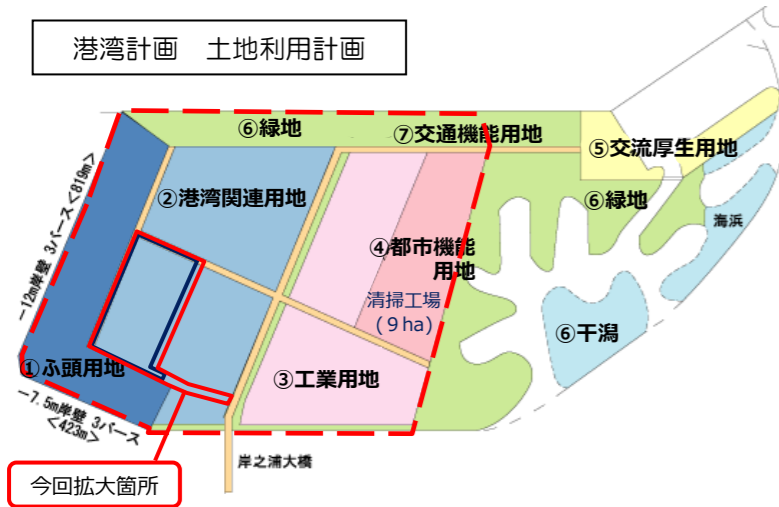 港湾計画　土地利用計画
⑥緑地
⑦交通機能用地
⑤交流厚生用地
②港湾関連用地
⑥緑地
海浜
－12m岸壁 3バース<819m>
④都市機能
用地
清掃工場
(9ha)
⑥干潟
①ふ頭用地
③工業用地
－7.5m岸壁 3バース
<423m>
岸之浦大橋
今回拡大箇所